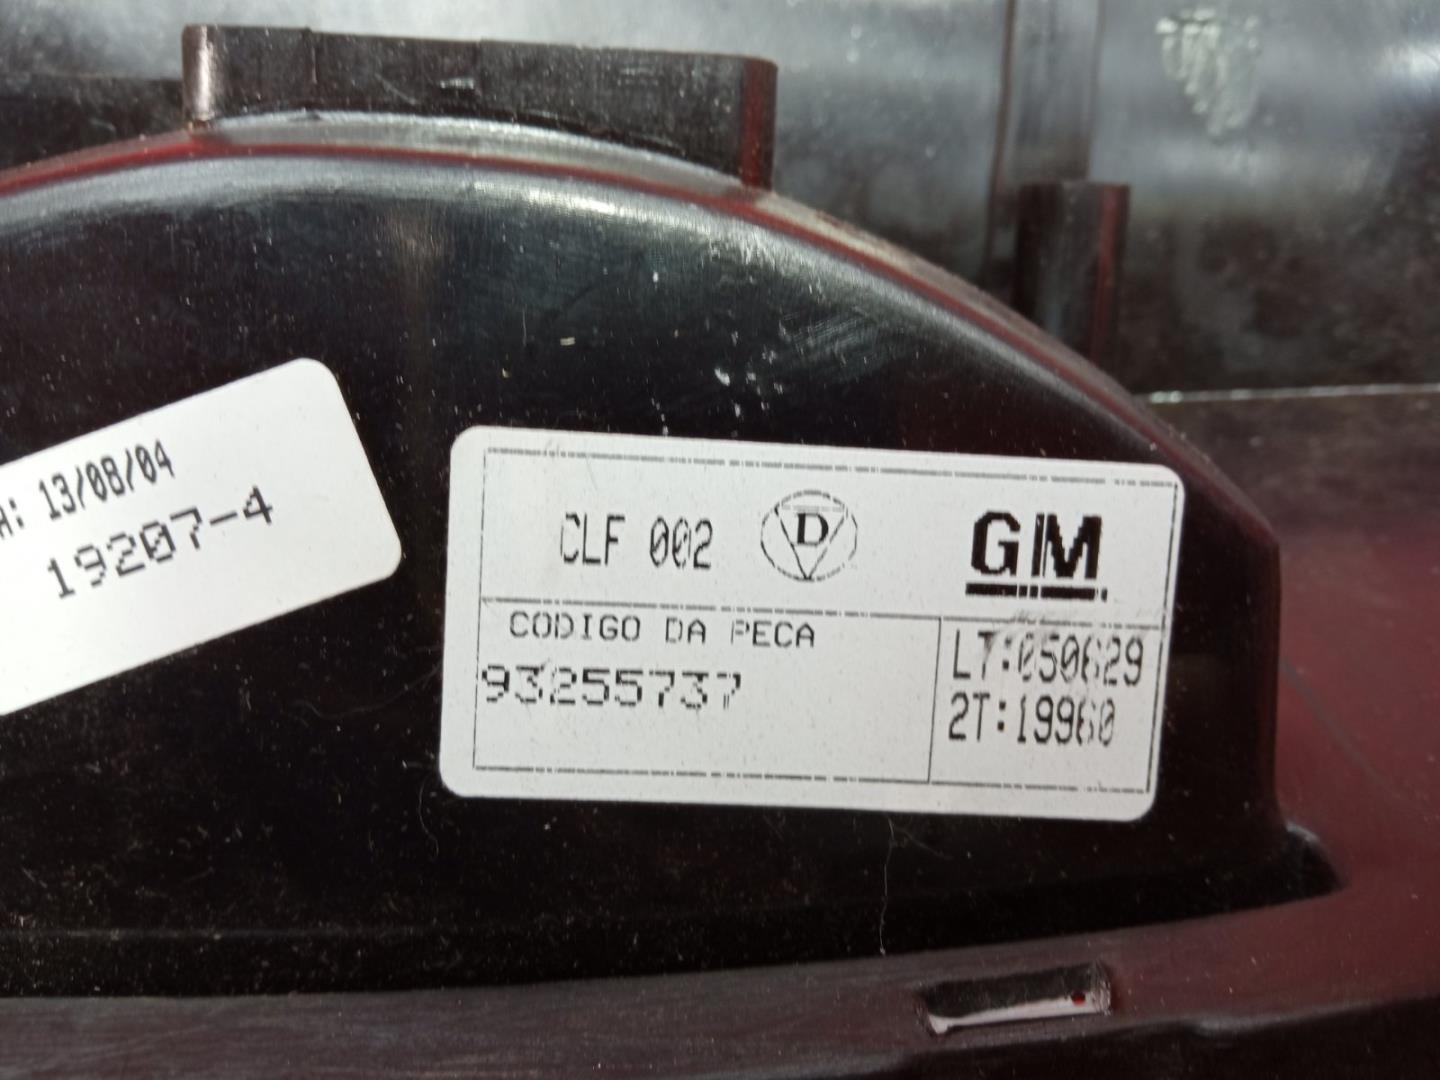 A: 13/08/04
19207-4
CLF 002 D GM
CODIGO DA PECA
93255737
LT:050629
2T:19960